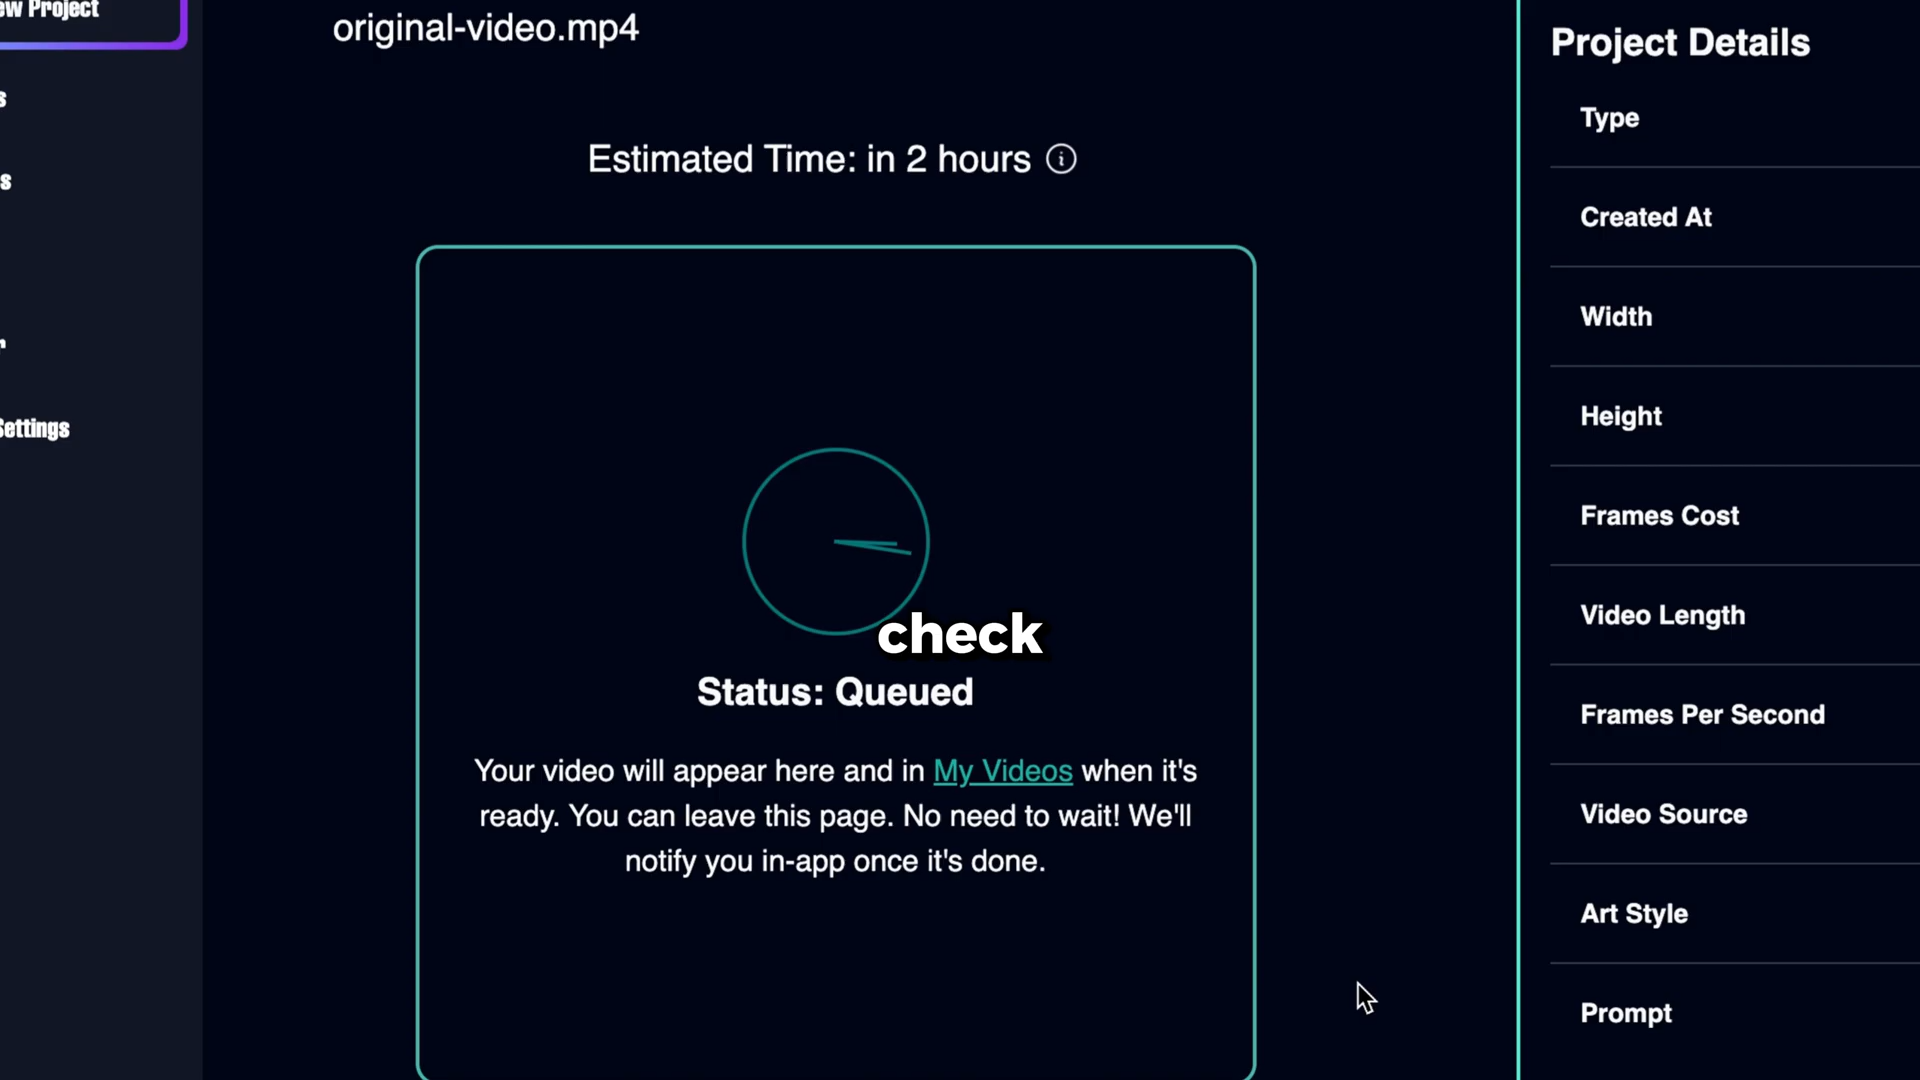 ew Project
s
s
r
Settings
original-video.mp4
Estimated Time: in 2 hours
check
Status: Queued
Your video will appear here and in My Videos when it's
ready. You can leave this page. No need to wait! We'll
notify you in-app once it's done.
Project Details
Type
Created At
Width
Height
Frames Cost
Video Length
Frames Per Second
Video Source
Art Style
Prompt